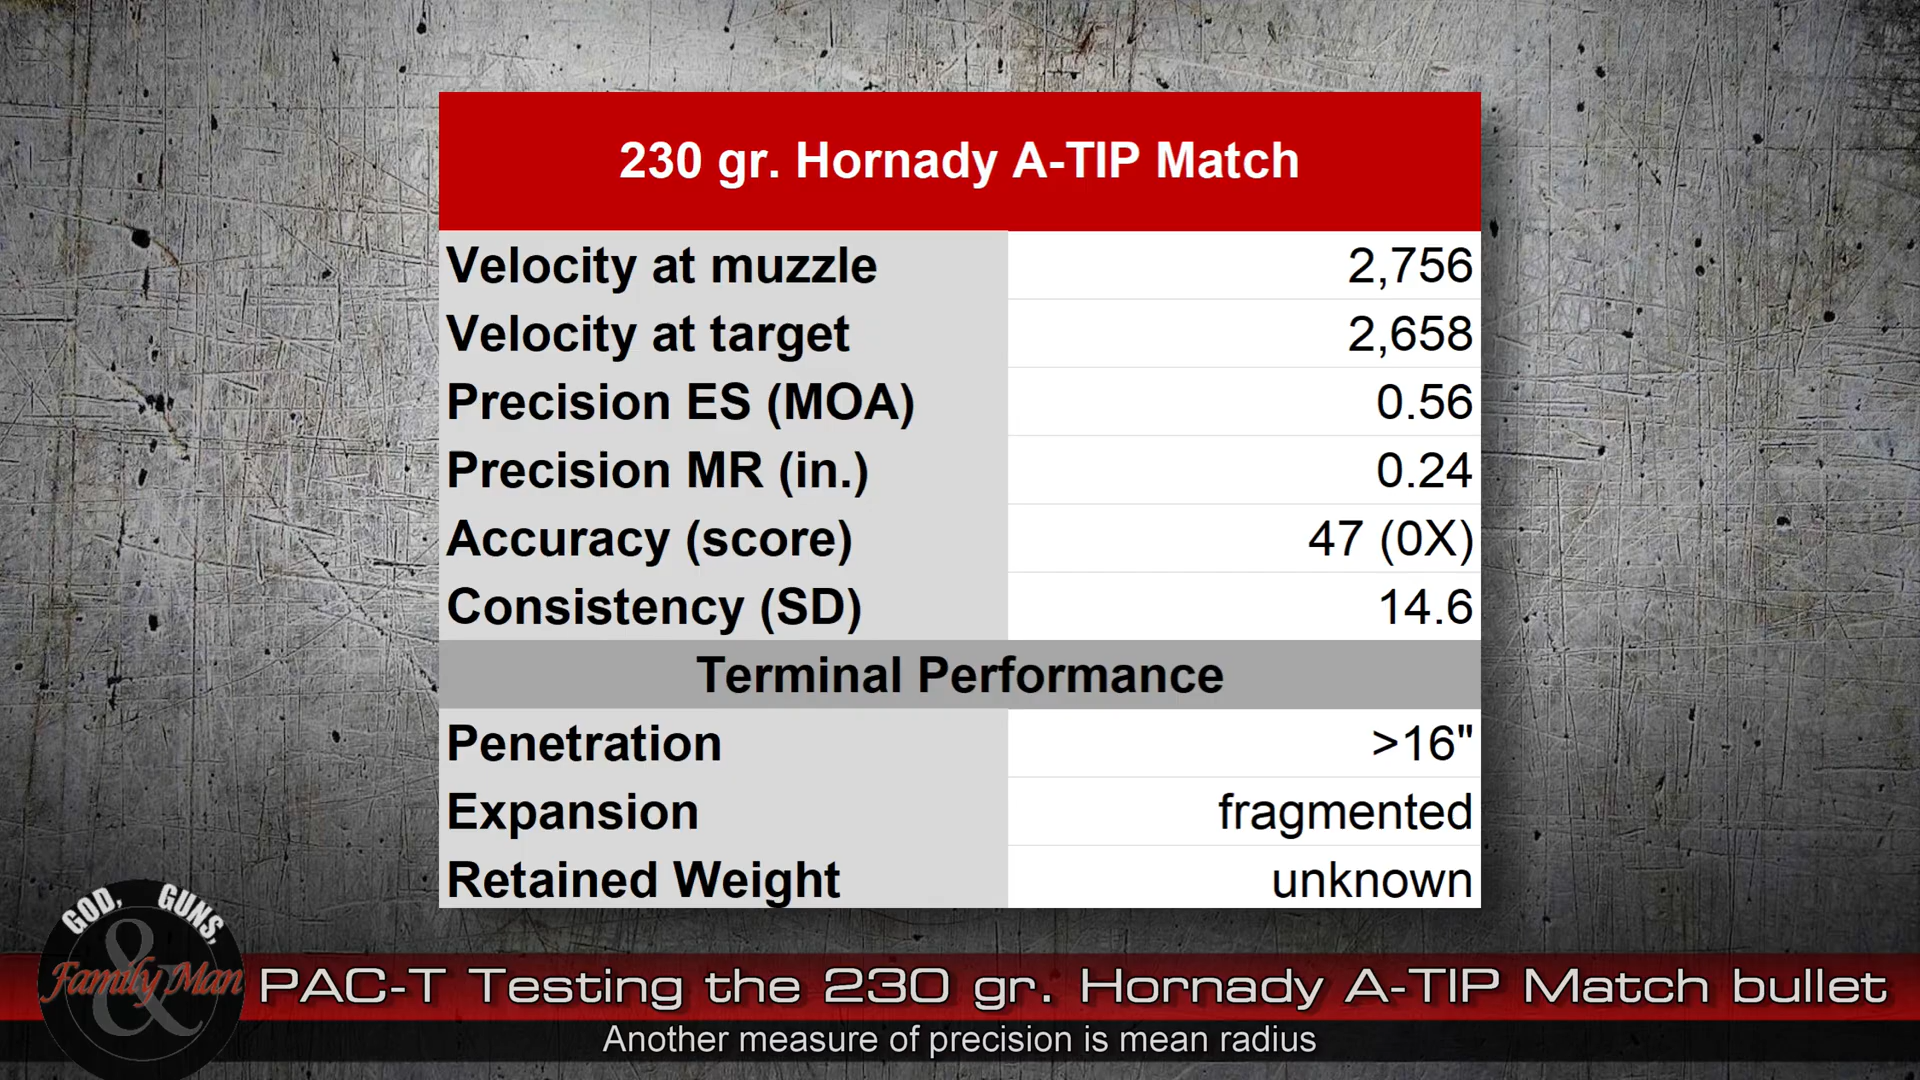 230 gr. Hornady A-TIP Match
Velocity at muzzle 2,756
Velocity at target 2,658
Precision ES (MOA) 0.56
Precision MR (in.) 0.24
Accuracy (score) 47 (0X)
Consistency (SD) 14.6
Terminal Performance
Penetration >16"
Expansion fragmented
Retained Weight unknown
GOD, GUNS,
&
Family Man
PAC-T Testing the 230 gr. Hornady A-TIP Match bullet
Another measure of precision is mean radius